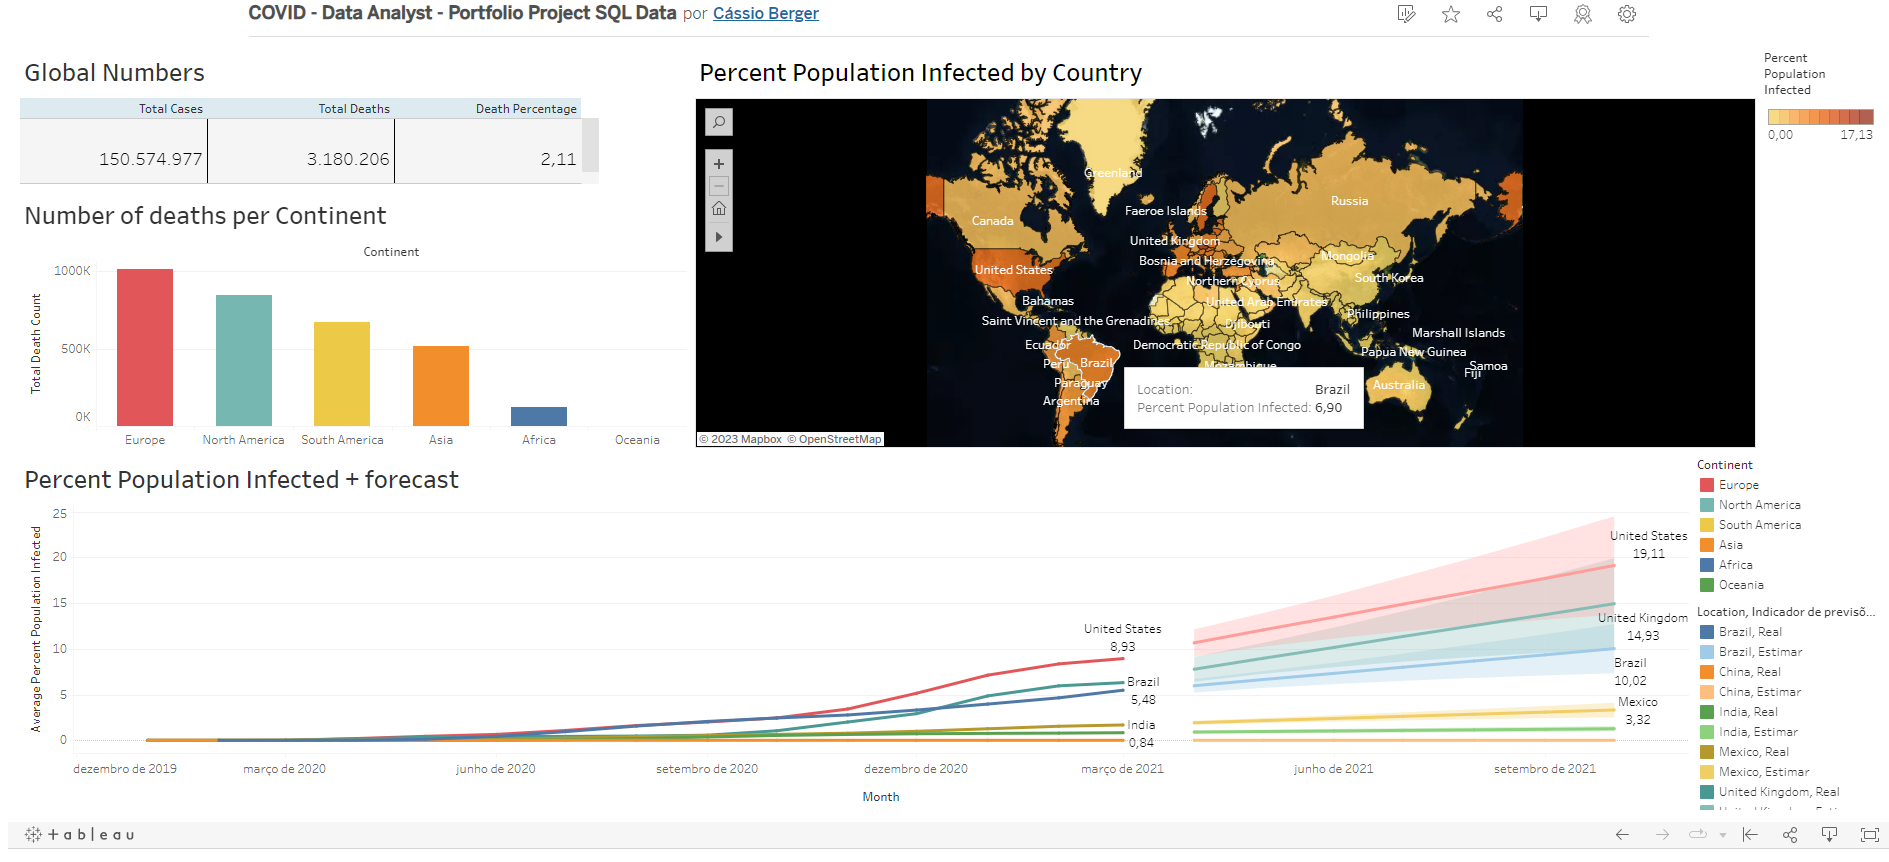 COVID - Data Analyst - Portfolio Project SQL Data por Cássio Berger
Global Numbers
Total Cases Total Deaths Death Percentage
150.574.977 3.180.206 2,11
Number of deaths per Continent
Continent
Total Death Count
1000K
500K
0K
Europe North America South America Asia Africa Oceania
Percent Population Infected by Country
Greenland
Faeroe Islands
Russia
Canada
United Kingdom
Bosnia and Herzegovina
Mongolia
United States
Northern Cyprus
South Korea
Bahamas
United Arab Emirates
Saint Vincent and the Grenadines
Djibouti
Philippines
Marshall Islands
Ecuador
Democratic Republic of Congo
Papua New Guinea
Peru
Brazil
Mozambique
Samoa
Fiji
Paraguay
Australia
Argentina
Location: Brazil
Percent Population Infected: 6,90
© 2023 Mapbox © OpenStreetMap
Percent
Population
Infected
0,00 17,13
Percent Population Infected + forecast
Average Percent Population Infected
25
20
15
10
5
0
United States
8,93
Brazil
5,48
India
0,84
United States
19,11
United Kingdom
14,93
Brazil
10,02
Mexico
3,32
dezembro de 2019 março de 2020 junho de 2020 setembro de 2020 dezembro de 2020 março de 2021 junho de 2021 setembro de 2021
Month
Continent
Europe
North America
South America
Asia
Africa
Oceania
Location, Indicador de previsõ...
Brazil, Real
Brazil, Estimar
China, Real
China, Estimar
India, Real
India, Estimar
Mexico, Real
Mexico, Estimar
United Kingdom, Real
tableau